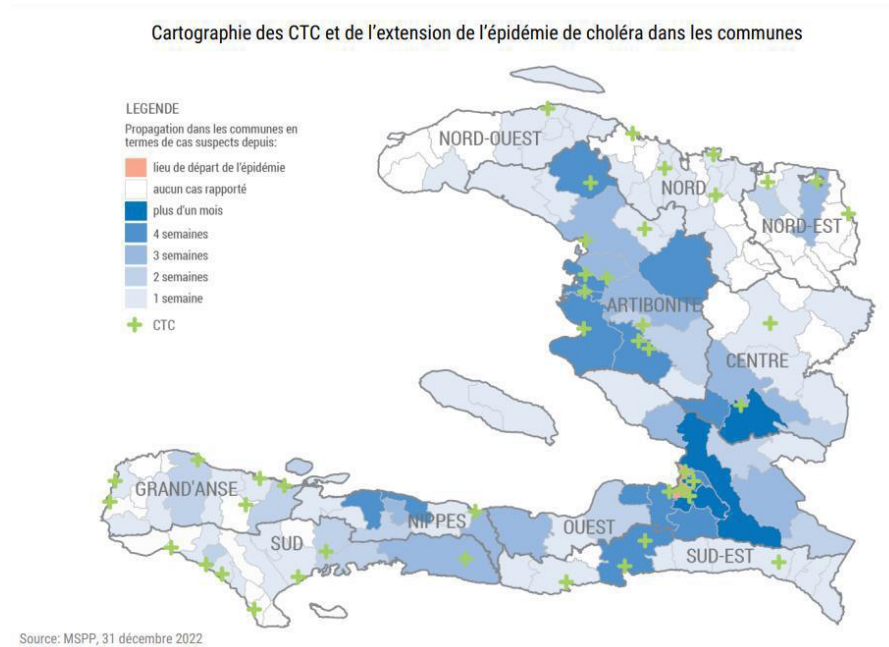 Cartographie des CTC et de l'extension de l'épidémie de choléra dans les communes
LEGENDE
Propagation dans les communes en
termes de cas suspects depuis:
lieu de départ de l'épidémie
aucun cas rapporté
plus d'un mois
4 semaines
3 semaines
2 semaines
1 semaine
CTC
NORD-OUEST
NORD
NORD-EST
ARTIBONITE
CENTRE
GRAND'ANSE
NIPPES
OUEST
SUD
SUD-EST
Source: MSPP, 31 décembre 2022